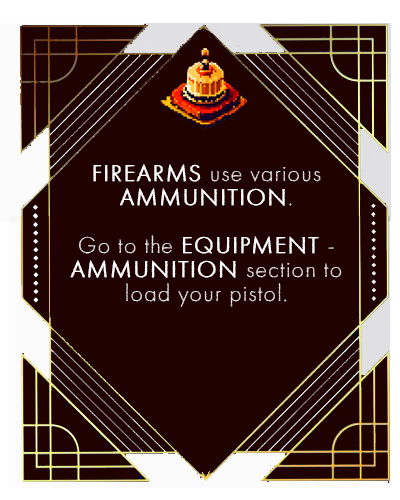 FIREARMS use various
AMMUNITION.
Go to the EQUIPMENT -
AMMUNITION section to
load your pistol.